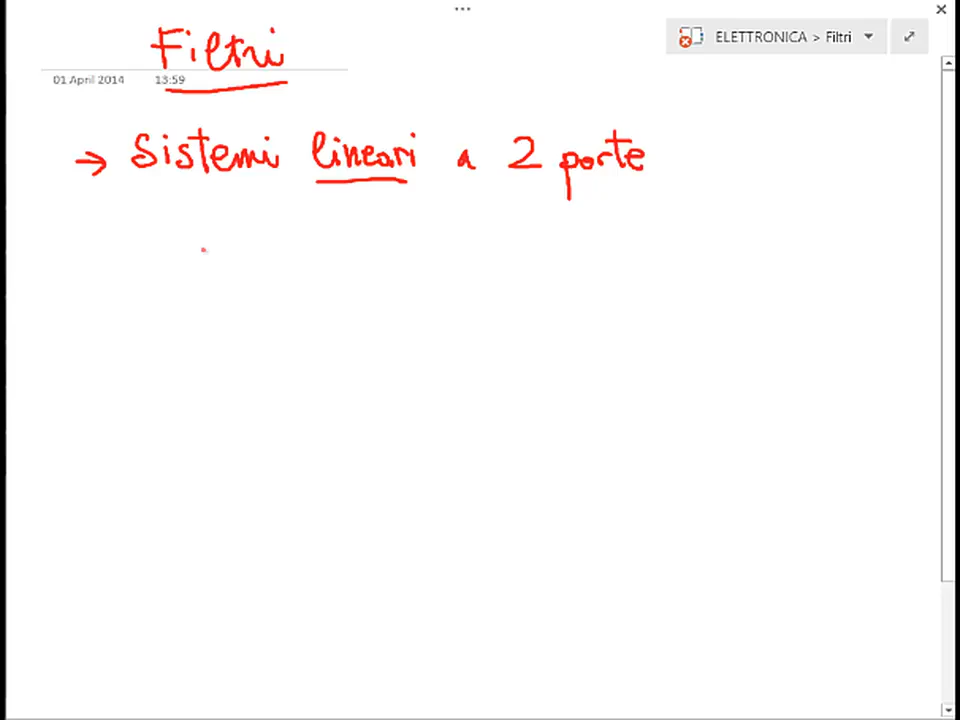 Filtri
ELETTRONICA > Filtri
01 April 2014 13:59
→ Sistemi lineari a 2 porte